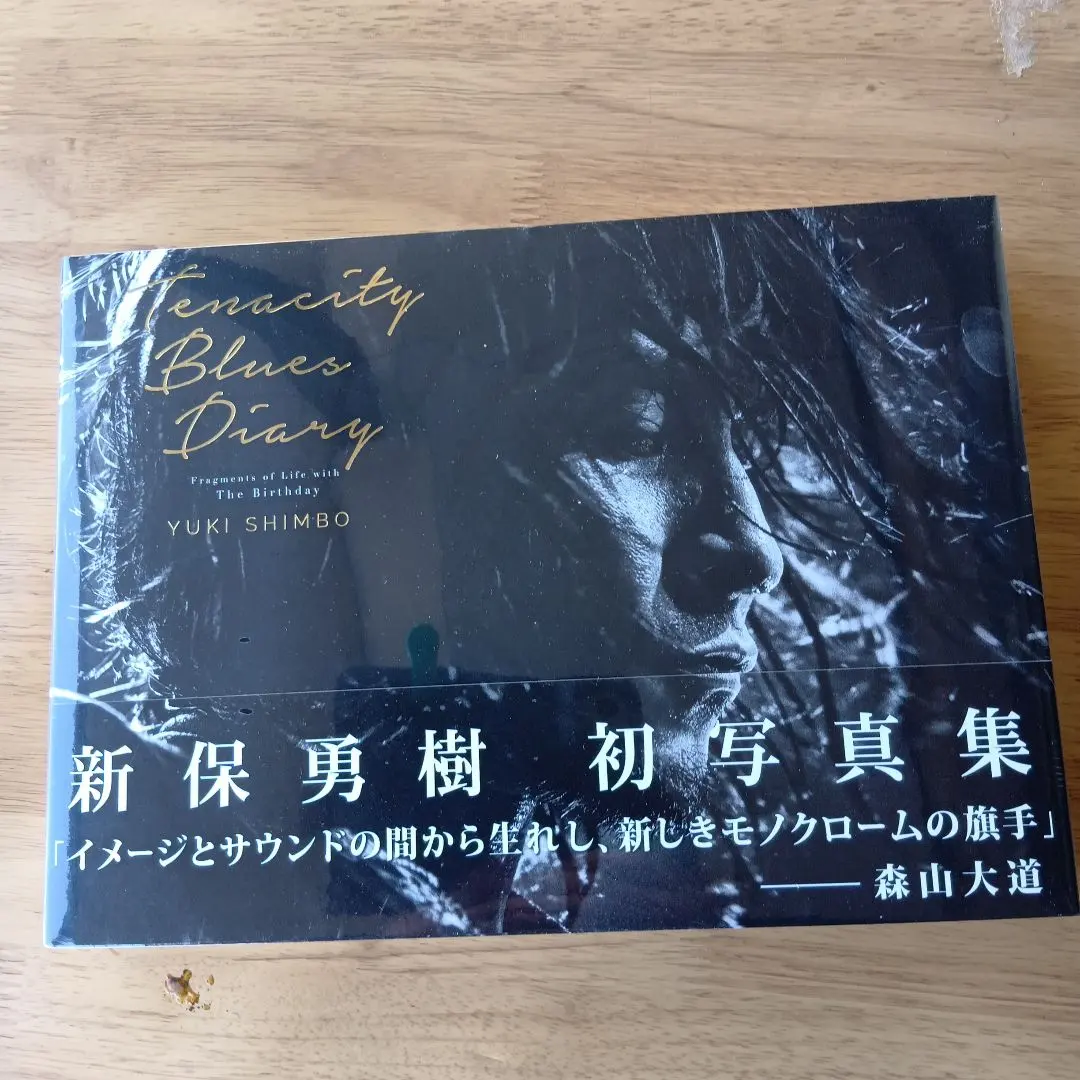 Tenacity
Blues
Diary
Fragments of Life with
The Birthday
YUKI SHIMBO
新保勇樹 初写真集
「イメージとサウンドの間から生れし、新しきモノクロームの旗手」
——森山大道